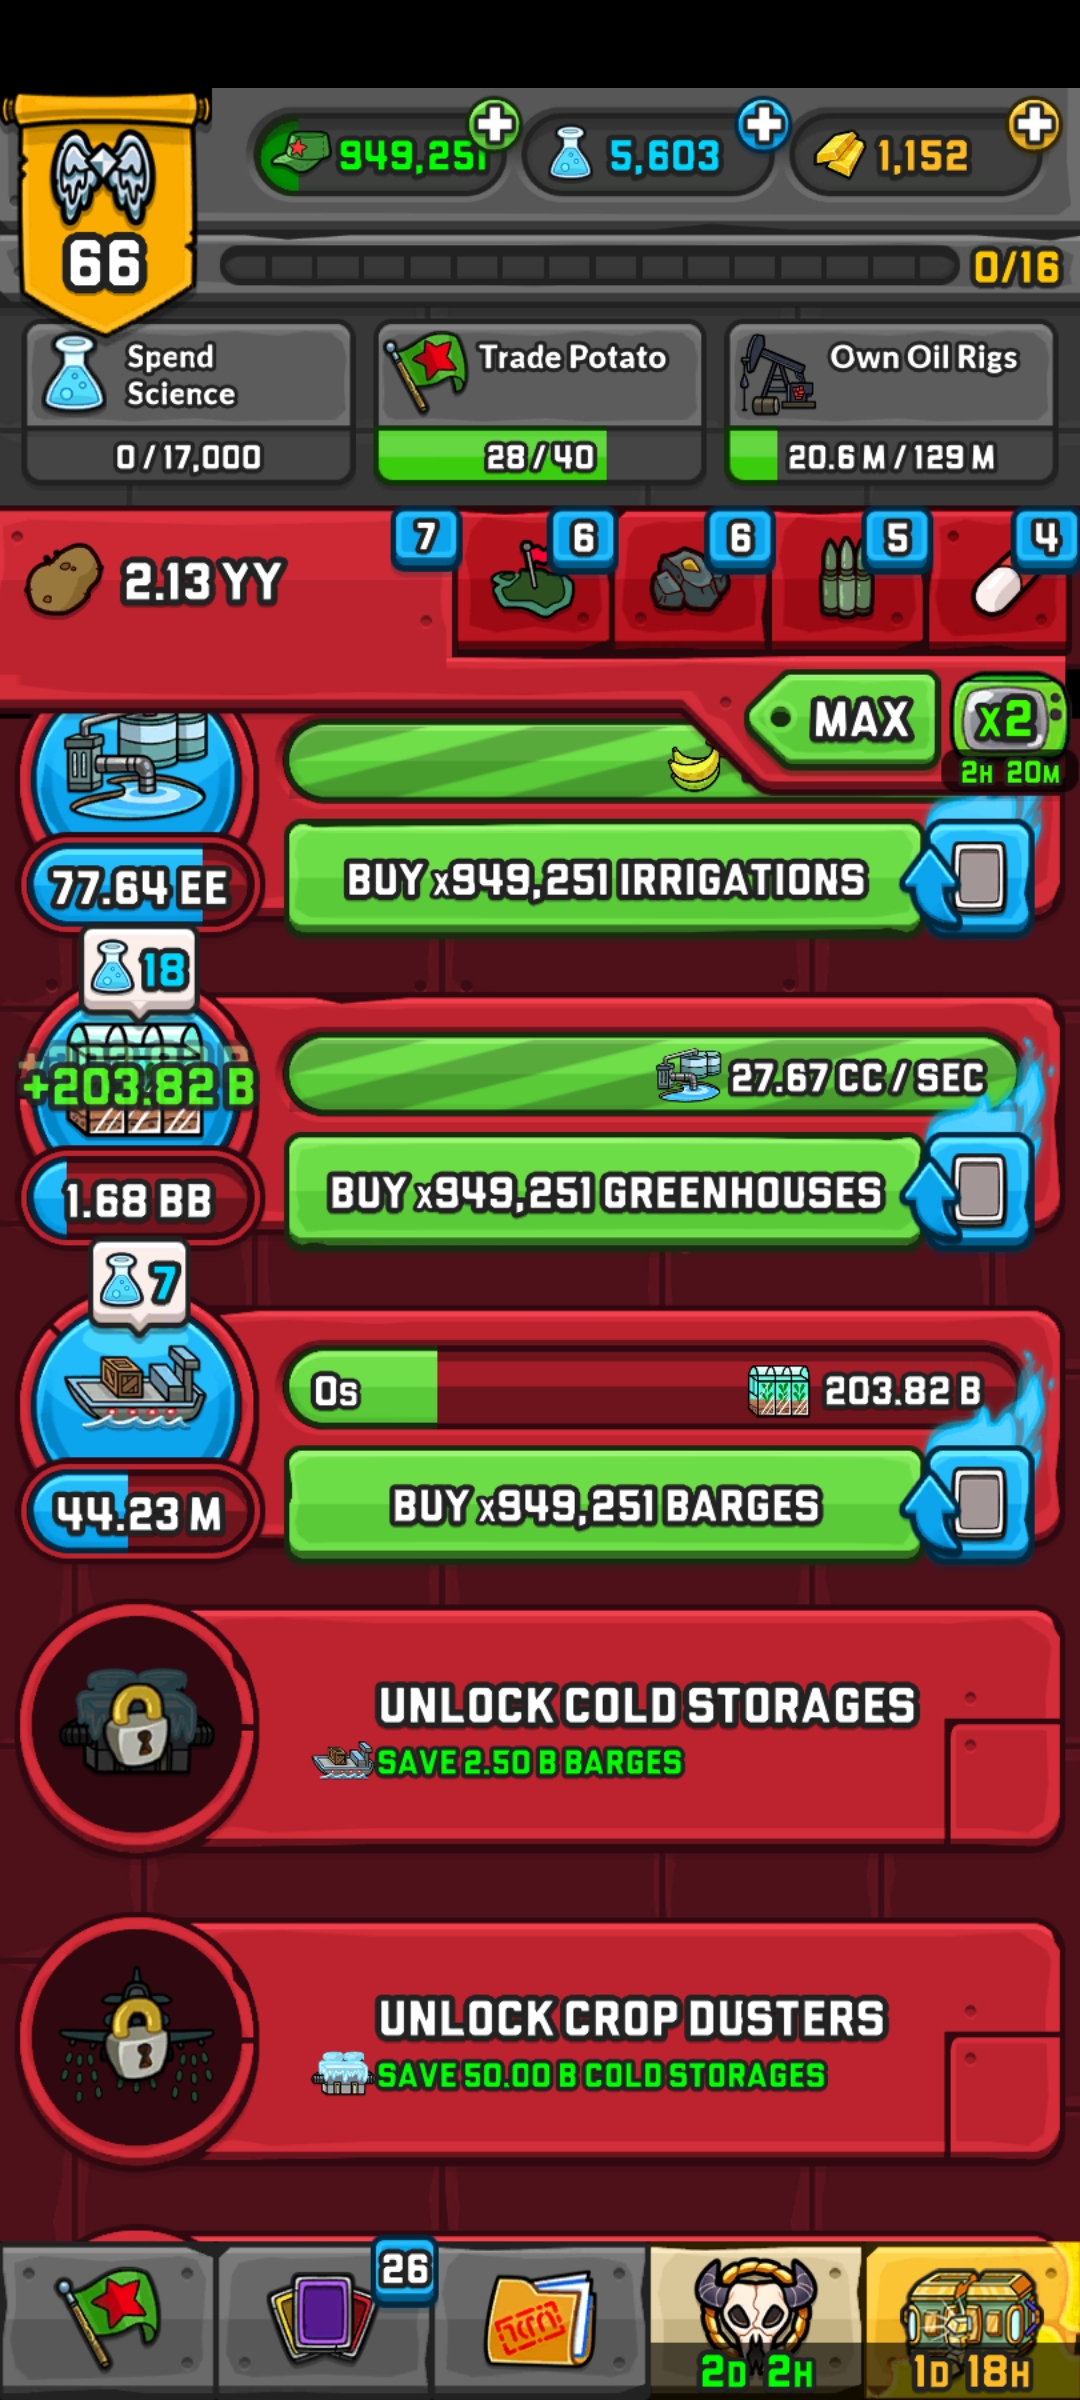 949,251
5,603
1,152
66
0/16
Spend
Science
0/17,000
Trade Potato
28/40
Own Oil Rigs
20.6 M/129 M
2.13 YY
7
6
6
5
4
MAX
x2
2H 20M
77.64 EE
BUY x949,251 IRRIGATIONS
18
+203.82 B
27.67 CC/SEC
1.68 BB
BUY x949,251 GREENHOUSES
7
0s
203.82 B
44.23 M
BUY x949,251 BARGES
UNLOCK COLD STORAGES
SAVE 2.50 B BARGES
UNLOCK CROP DUSTERS
SAVE 50.00 B COLD STORAGES
26
2D 2H
1D 18H